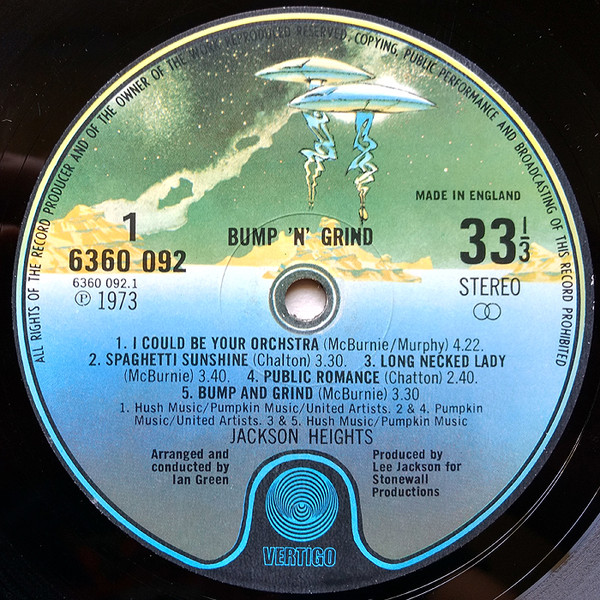 ALL RIGHTS OF THE RECORD PRODUCER AND OF THE OWNER OF THE WORK REPRODUCED RESERVED, COPYING, PUBLIC PERFORMANCE AND BROADCASTING OF THIS RECORD PROHIBITED
MADE IN ENGLAND
1
BUMP 'N' GRIND
33⅓
6360 092
6360 092.1
STEREO
Ⓟ 1973
1. I COULD BE YOUR ORCHSTRA (McBurnie/Murphy) 4.22.
2. SPAGHETTI SUNSHINE (Chalton) 3.30. 3. LONG NECKED LADY
(McBurnie) 3.40. 4. PUBLIC ROMANCE (Chatton) 2.40.
5. BUMP AND GRIND (McBurnie) 3.30
1. Hush Music/Pumpkin Music/United Artists. 2 & 4. Pumpkin
Music/United Artists. 3 & 5. Hush Music/Pumpkin Music
JACKSON HEIGHTS
Arranged and
conducted by
Ian Green
Produced by
Lee Jackson for
Stonewall
Productions
VERTIGO